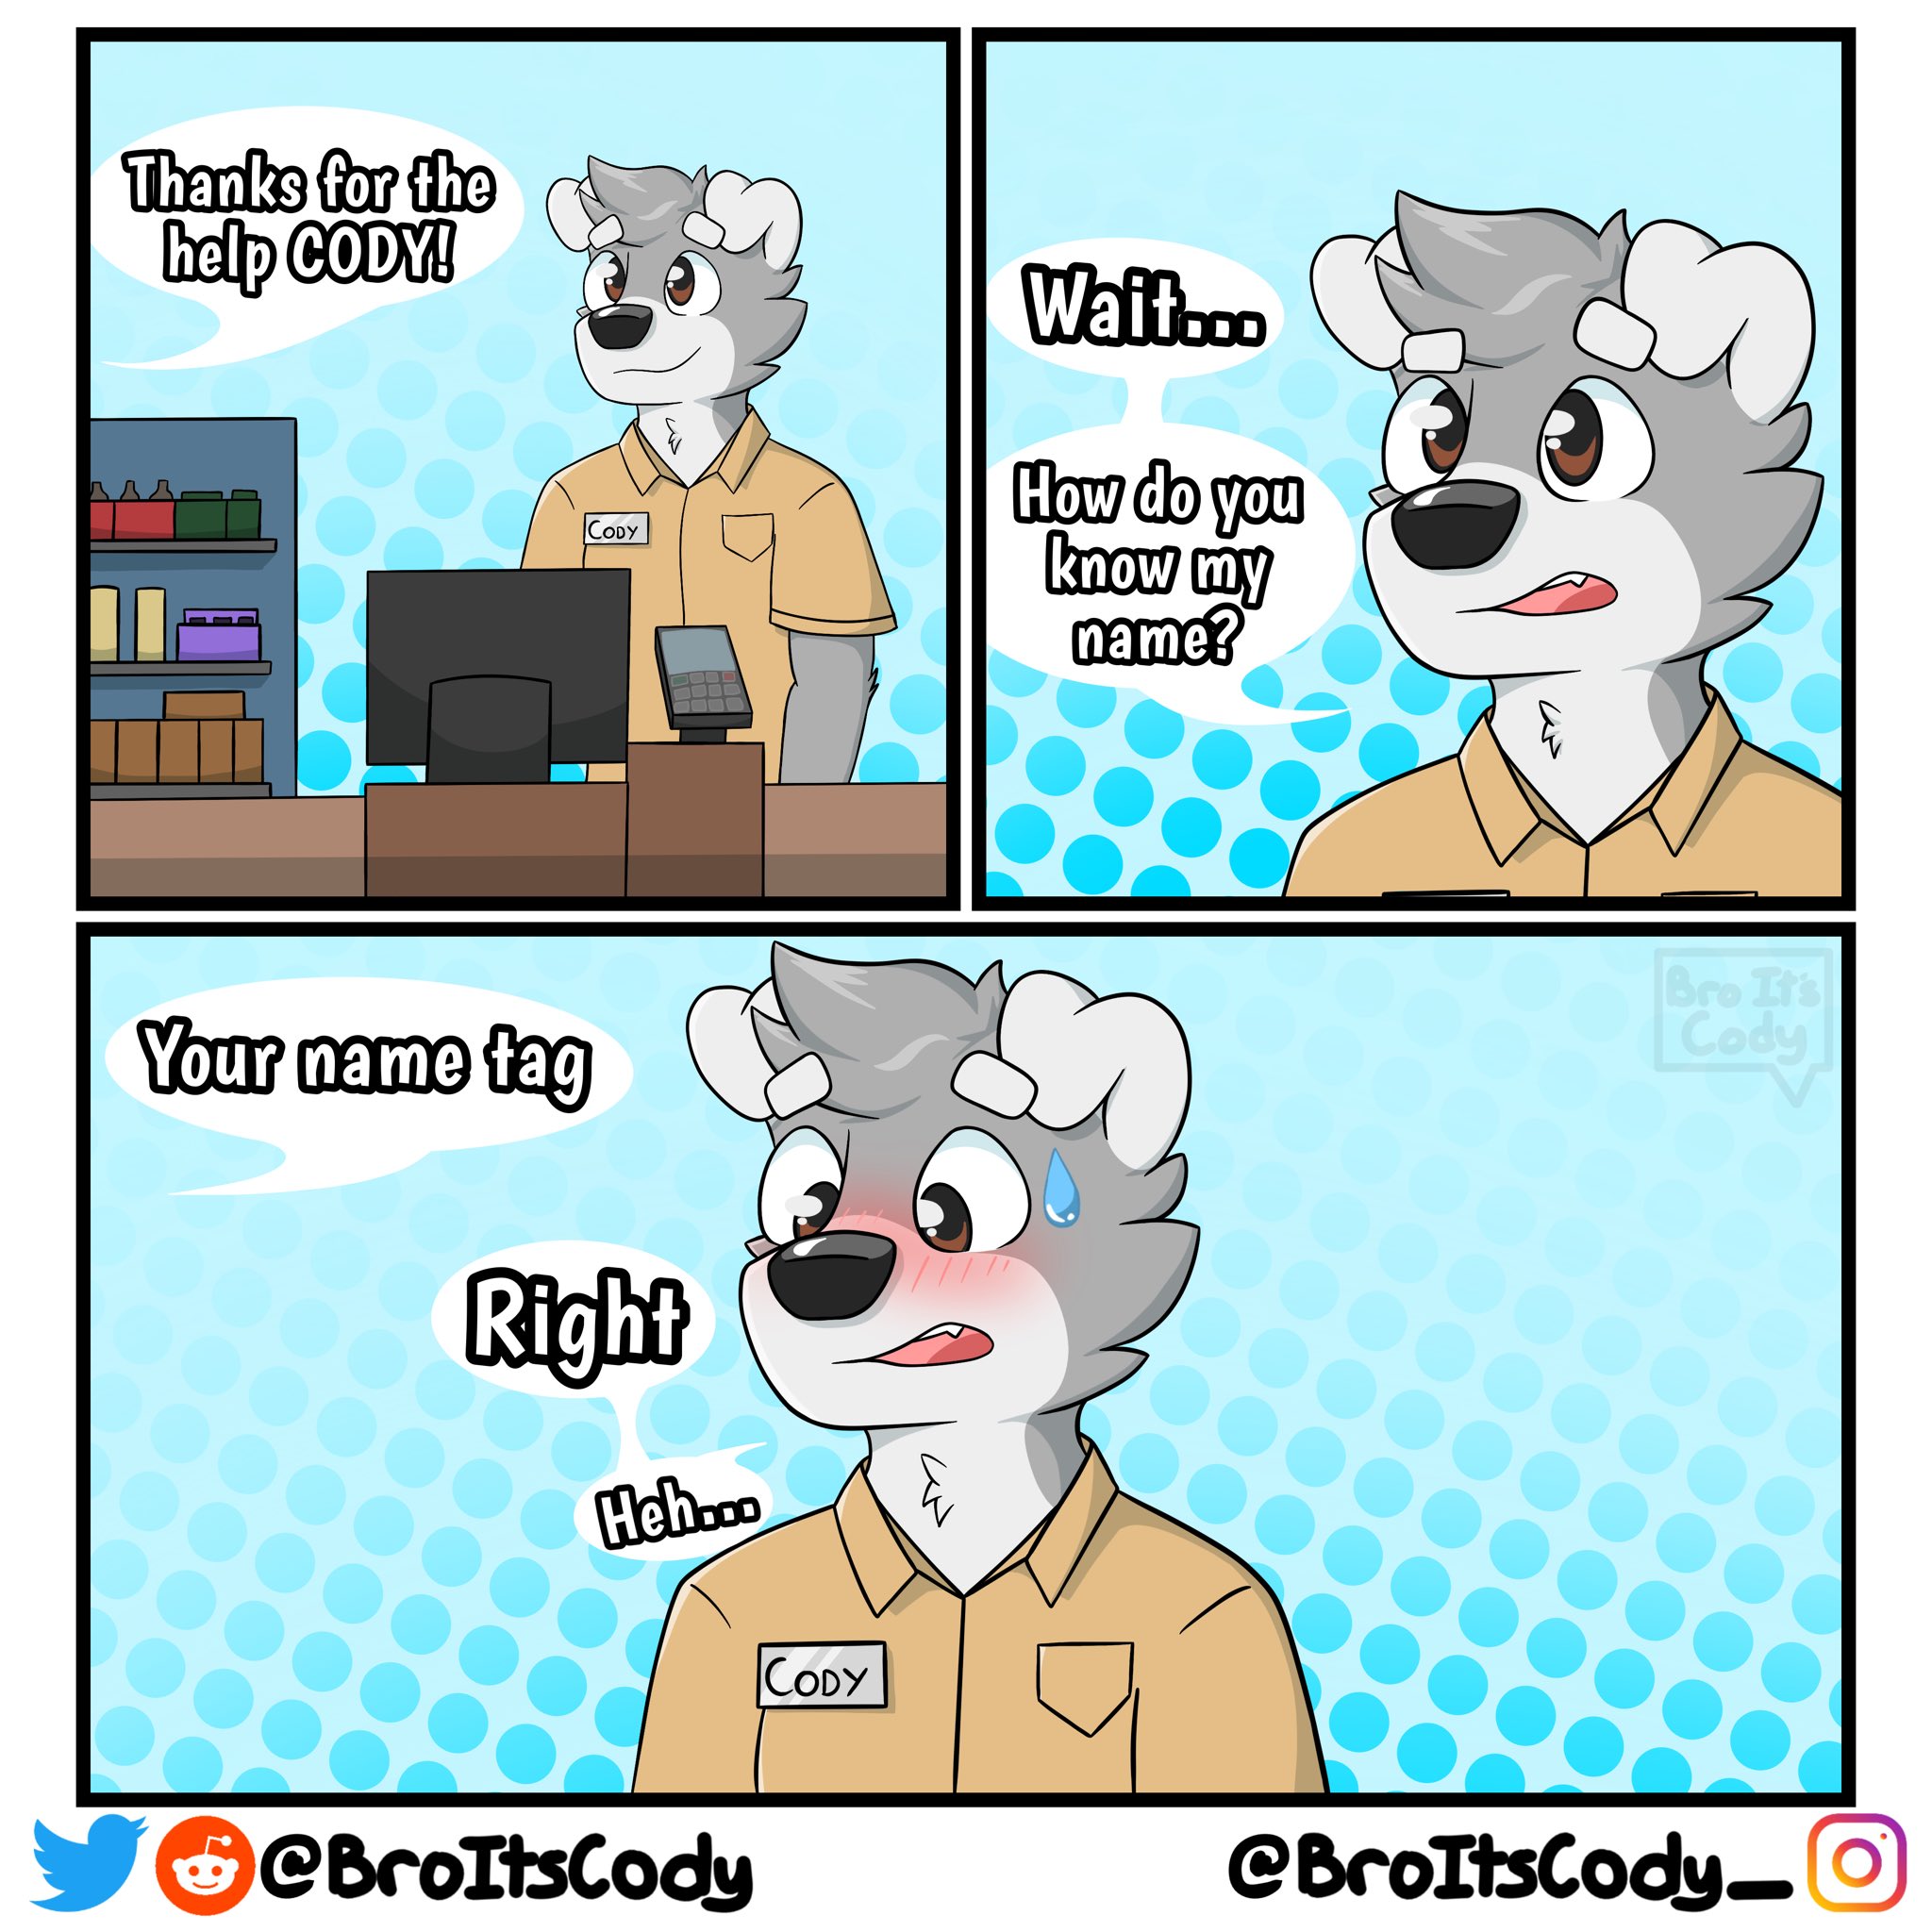 Thanks for the
help CODY!
CODY
Wait...
How do you
know my
name?
Your name tag
Bro It's
Cody
Right
Heh...
CODY
@BroItsCody
@BroItsCody_